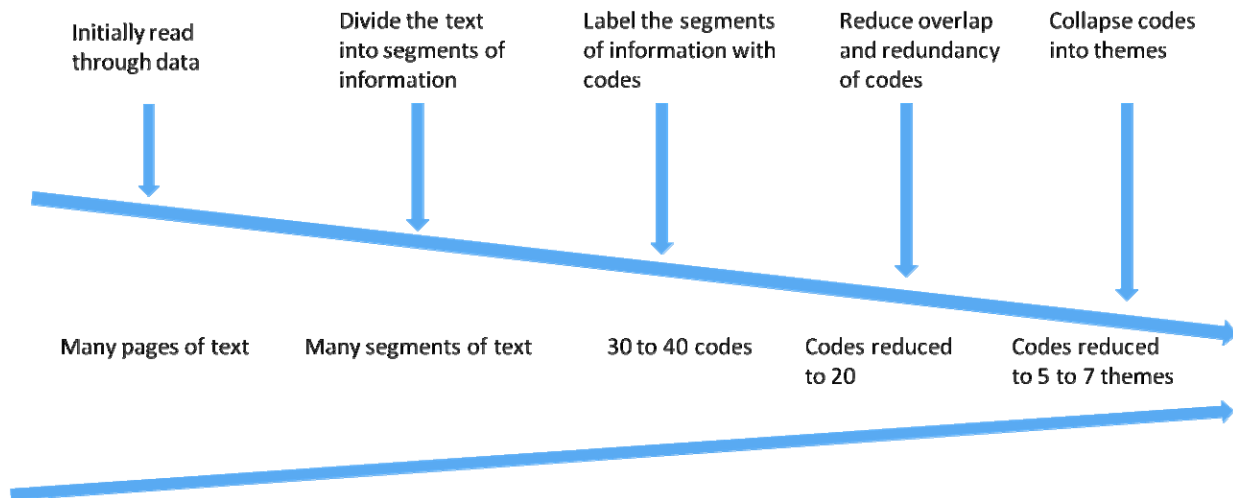 Initially read
through data
Divide the text
into segments of
information
Label the segments
of information with
codes
Reduce overlap
and redundancy
of codes
Collapse codes
into themes
Many pages of text
Many segments of text
30 to 40 codes
Codes reduced
to 20
Codes reduced
to 5 to 7 themes